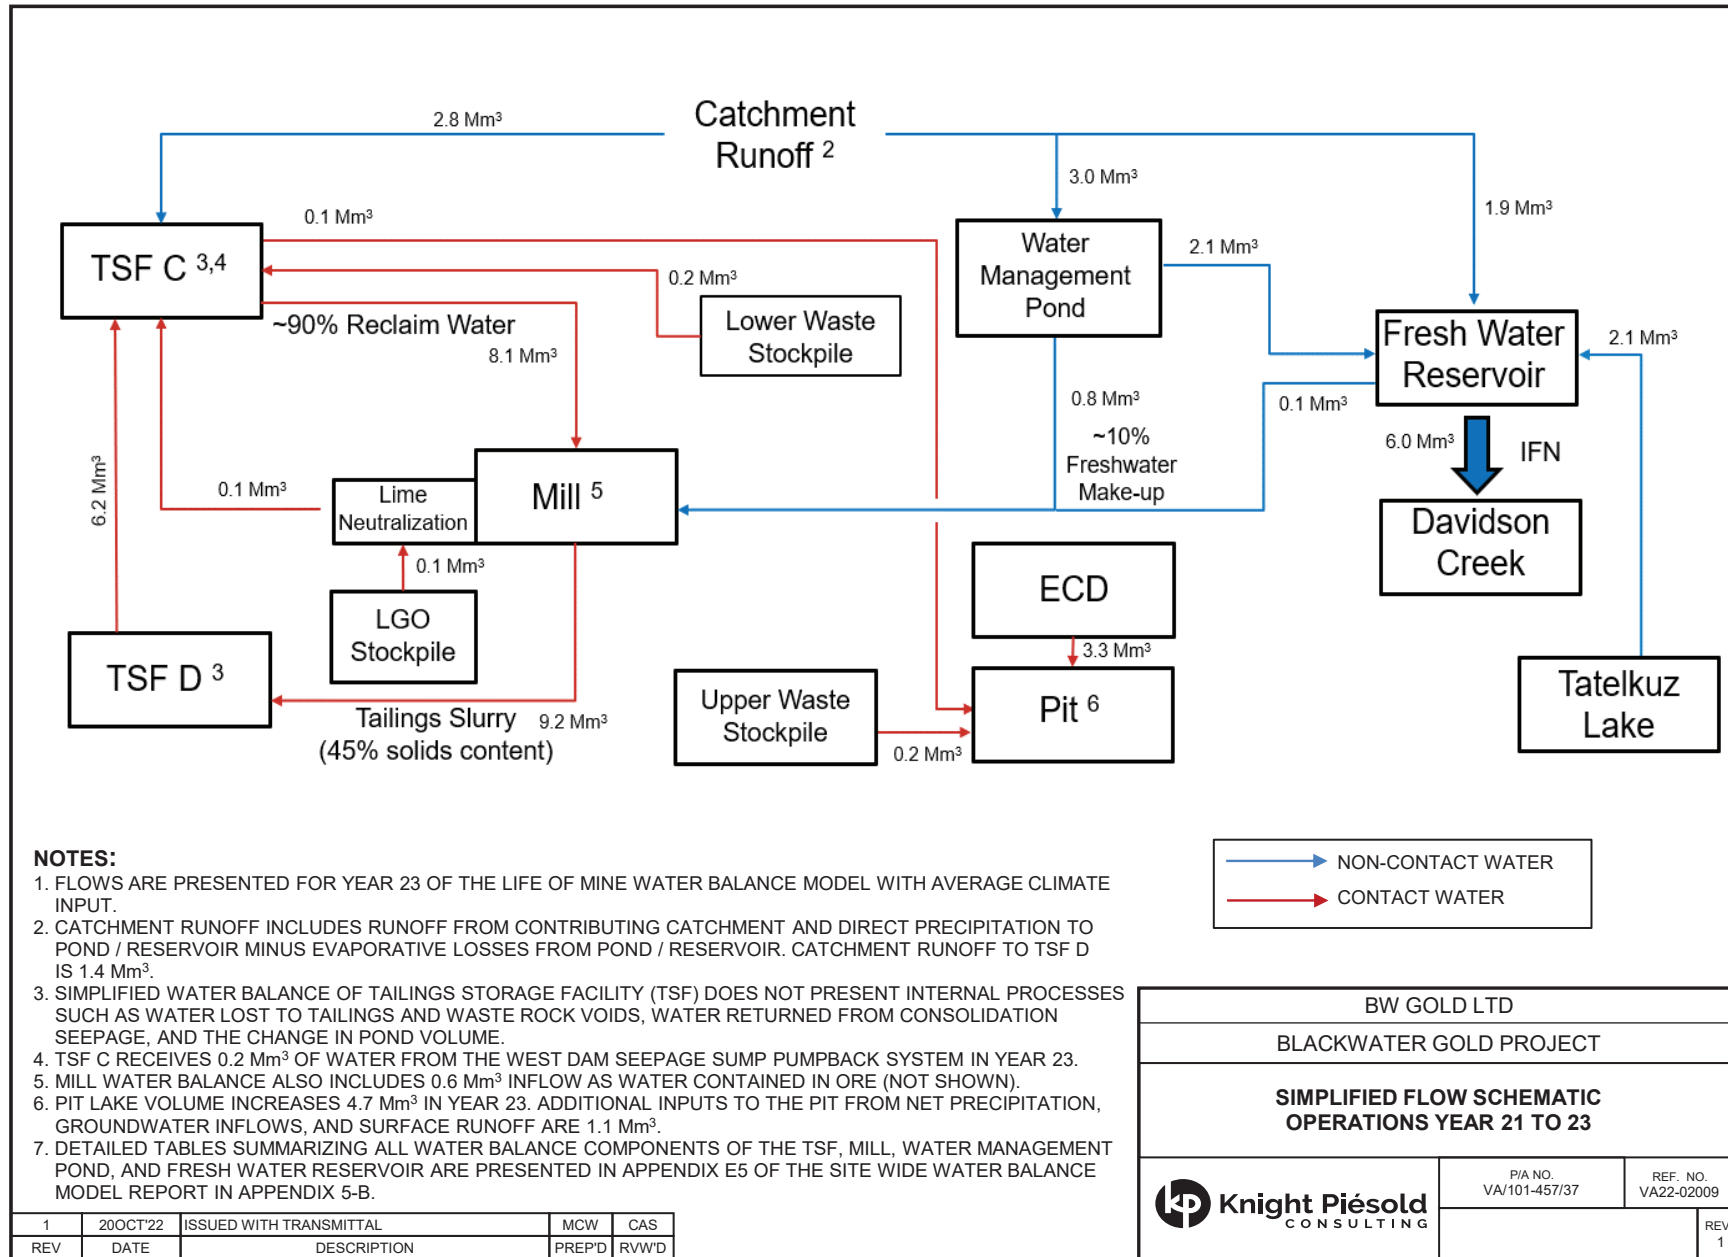 Catchment
Runoff 2
2.8 Mm³
3.0 Mm³
1.9 Mm³
0.1 Mm³
TSF C 3,4
0.2 Mm³
~90% Reclaim Water
8.1 Mm³
Lower Waste
Stockpile
Water
Management
Pond
2.1 Mm³
Fresh Water
Reservoir
2.1 Mm³
0.1 Mm³
0.8 Mm³
~10%
Freshwater
Make-up
6.0 Mm³
IFN
Davidson
Creek
6.2 Mm³
0.1 Mm³
Lime
Neutralization
Mill 5
0.1 Mm³
LGO
Stockpile
TSF D 3
Tailings Slurry
(45% solids content)
9.2 Mm³
ECD
3.3 Mm³
Upper Waste
Stockpile
0.2 Mm³
Pit 6
Tatelkuz
Lake
NOTES:
1. FLOWS ARE PRESENTED FOR YEAR 23 OF THE LIFE OF MINE WATER BALANCE MODEL WITH AVERAGE CLIMATE
INPUT.
2. CATCHMENT RUNOFF INCLUDES RUNOFF FROM CONTRIBUTING CATCHMENT AND DIRECT PRECIPITATION TO
POND / RESERVOIR MINUS EVAPORATIVE LOSSES FROM POND / RESERVOIR. CATCHMENT RUNOFF TO TSF D
IS 1.4 Mm³.
3. SIMPLIFIED WATER BALANCE OF TAILINGS STORAGE FACILITY (TSF) DOES NOT PRESENT INTERNAL PROCESSES
SUCH AS WATER LOST TO TAILINGS AND WASTE ROCK VOIDS, WATER RETURNED FROM CONSOLIDATION
SEEPAGE, AND THE CHANGE IN POND VOLUME.
4. TSF C RECEIVES 0.2 Mm³ OF WATER FROM THE WEST DAM SEEPAGE SUMP PUMPBACK SYSTEM IN YEAR 23.
5. MILL WATER BALANCE ALSO INCLUDES 0.6 Mm³ INFLOW AS WATER CONTAINED IN ORE (NOT SHOWN).
6. PIT LAKE VOLUME INCREASES 4.7 Mm³ IN YEAR 23. ADDITIONAL INPUTS TO THE PIT FROM NET PRECIPITATION,
GROUNDWATER INFLOWS, AND SURFACE RUNOFF ARE 1.1 Mm³.
7. DETAILED TABLES SUMMARIZING ALL WATER BALANCE COMPONENTS OF THE TSF, MILL, WATER MANAGEMENT
POND, AND FRESH WATER RESERVOIR ARE PRESENTED IN APPENDIX E5 OF THE SITE WIDE WATER BALANCE
MODEL REPORT IN APPENDIX 5-B.
NON-CONTACT WATER
CONTACT WATER
BW GOLD LTD
BLACKWATER GOLD PROJECT
SIMPLIFIED FLOW SCHEMATIC
OPERATIONS YEAR 21 TO 23
kp Knight Piésold
CONSULTING
P/A NO.
VA/101-457/37
REF. NO.
VA22-02009
REV
1
1 20OCT'22 ISSUED WITH TRANSMITTAL MCW CAS
REV DATE DESCRIPTION PREP'D RVW'D